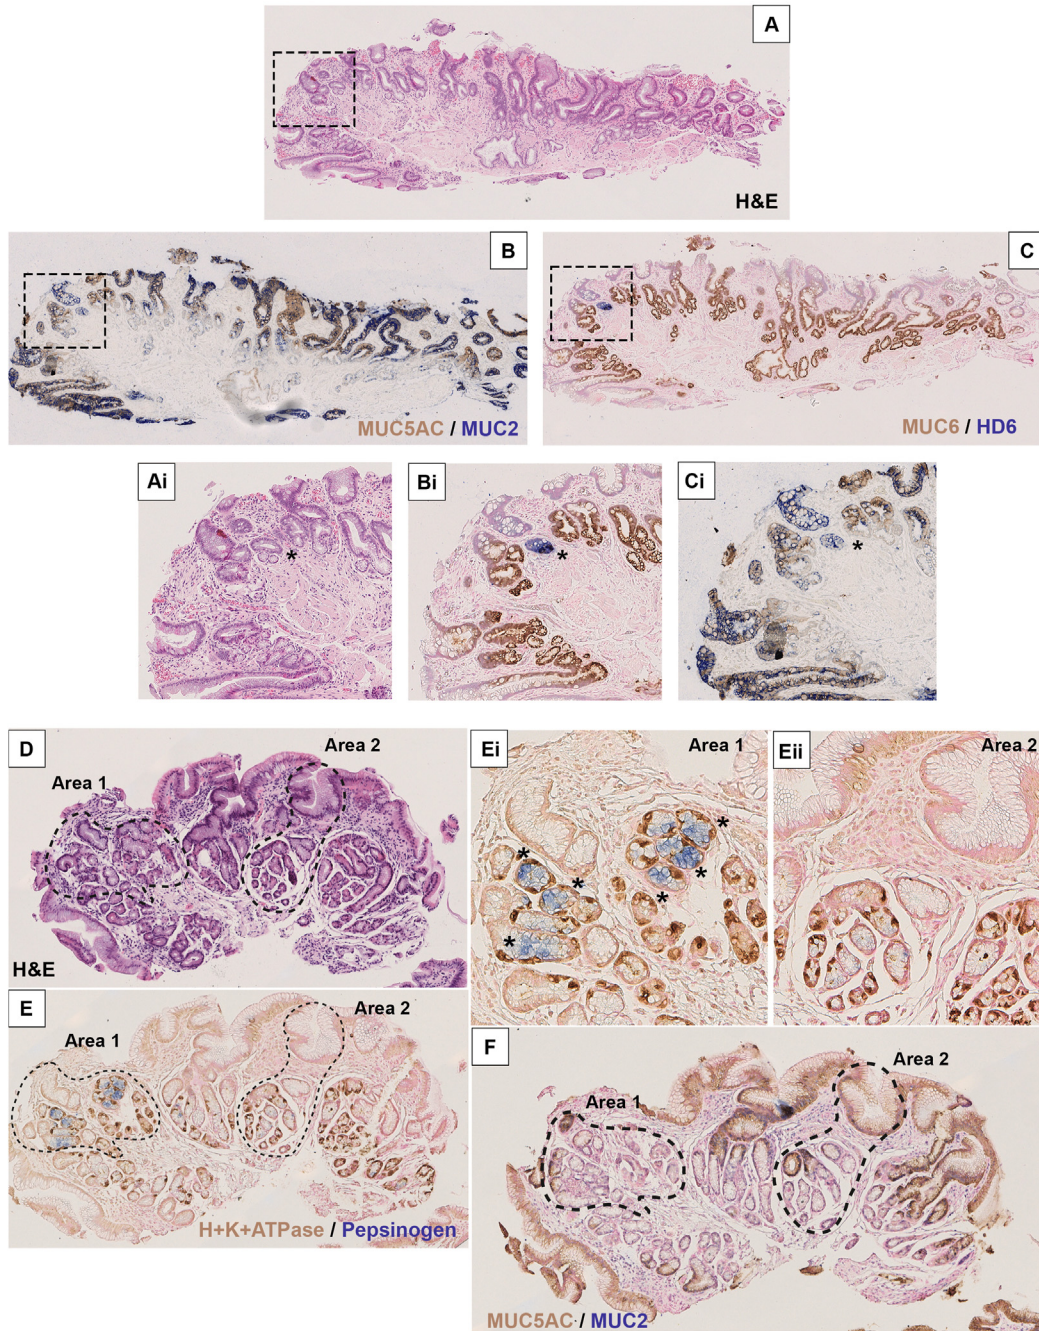 A
H&E
B
MUC5AC / MUC2
C
MUC6 / HD6
Ai
*
Bi
*
Ci
*
D
Area 1
Area 2
H&E
Ei
Area 1
*
*
*
*
*
Eii
Area 2
E
Area 1
Area 2
H+K+ATPase / Pepsinogen
F
Area 1
Area 2
MUC5AC / MUC2